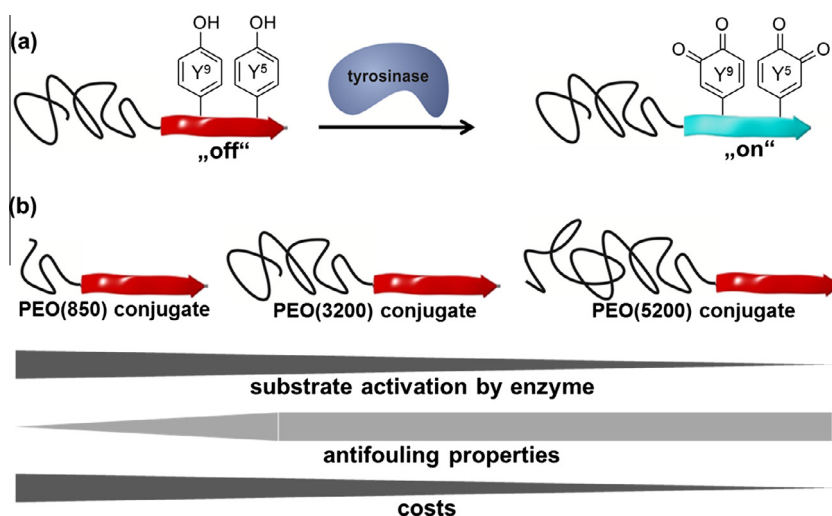 (a)
OH OH
O O O O
Y⁹ Y⁵
tyrosinase
Y⁹ Y⁵
„off“
„on“
(b)
PEO(850) conjugate PEO(3200) conjugate PEO(5200) conjugate
substrate activation by enzyme
antifouling properties
costs